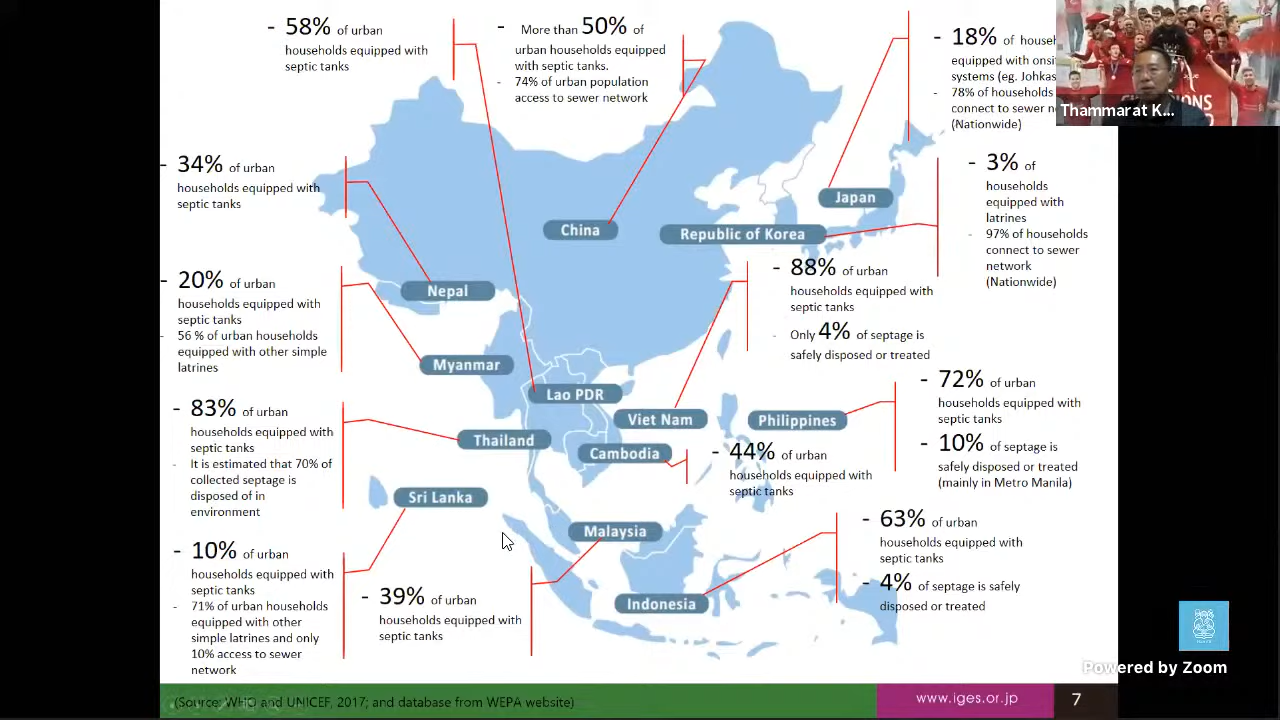 - 58% of urban
households equipped with
septic tanks
- More than 50% of
urban households equipped
with septic tanks.
- 74% of urban population
access to sewer network
- 18% of househ
equipped with onsi
systems (eg. Johkas
- 78% of households
connect to sewer n
(Nationwide)
Thammarat K...
- 34% of urban
households equipped with
septic tanks
- 3% of
households
equipped with
latrines
- 97% of households
connect to sewer
network
(Nationwide)
Japan
China
Republic of Korea
- 20% of urban
households equipped with
septic tanks
- 56 % of urban households
equipped with other simple
latrines
Nepal
- 88% of urban
households equipped with
septic tanks
- Only 4% of septage is
safely disposed or treated
Myanmar
Lao PDR
- 83% of urban
households equipped with
septic tanks
- It is estimated that 70% of
collected septage is
disposed of in
environment
Viet Nam
Philippines
- 72% of urban
households equipped with
septic tanks
- 10% of septage is
safely disposed or treated
(mainly in Metro Manila)
Thailand
Cambodia
- 44% of urban
households equipped with
septic tanks
Sri Lanka
Malaysia
- 10% of urban
households equipped with
septic tanks
- 71% of urban households
equipped with other
simple latrines and only
10% access to sewer
network
- 39% of urban
households equipped with
septic tanks
Indonesia
- 63% of urban
households equipped with
septic tanks
- 4% of septage is safely
disposed or treated
Powered by Zoom
(Source: WHO and UNICEF, 2017; and database from WEPA website)
www.iges.or.jp
7